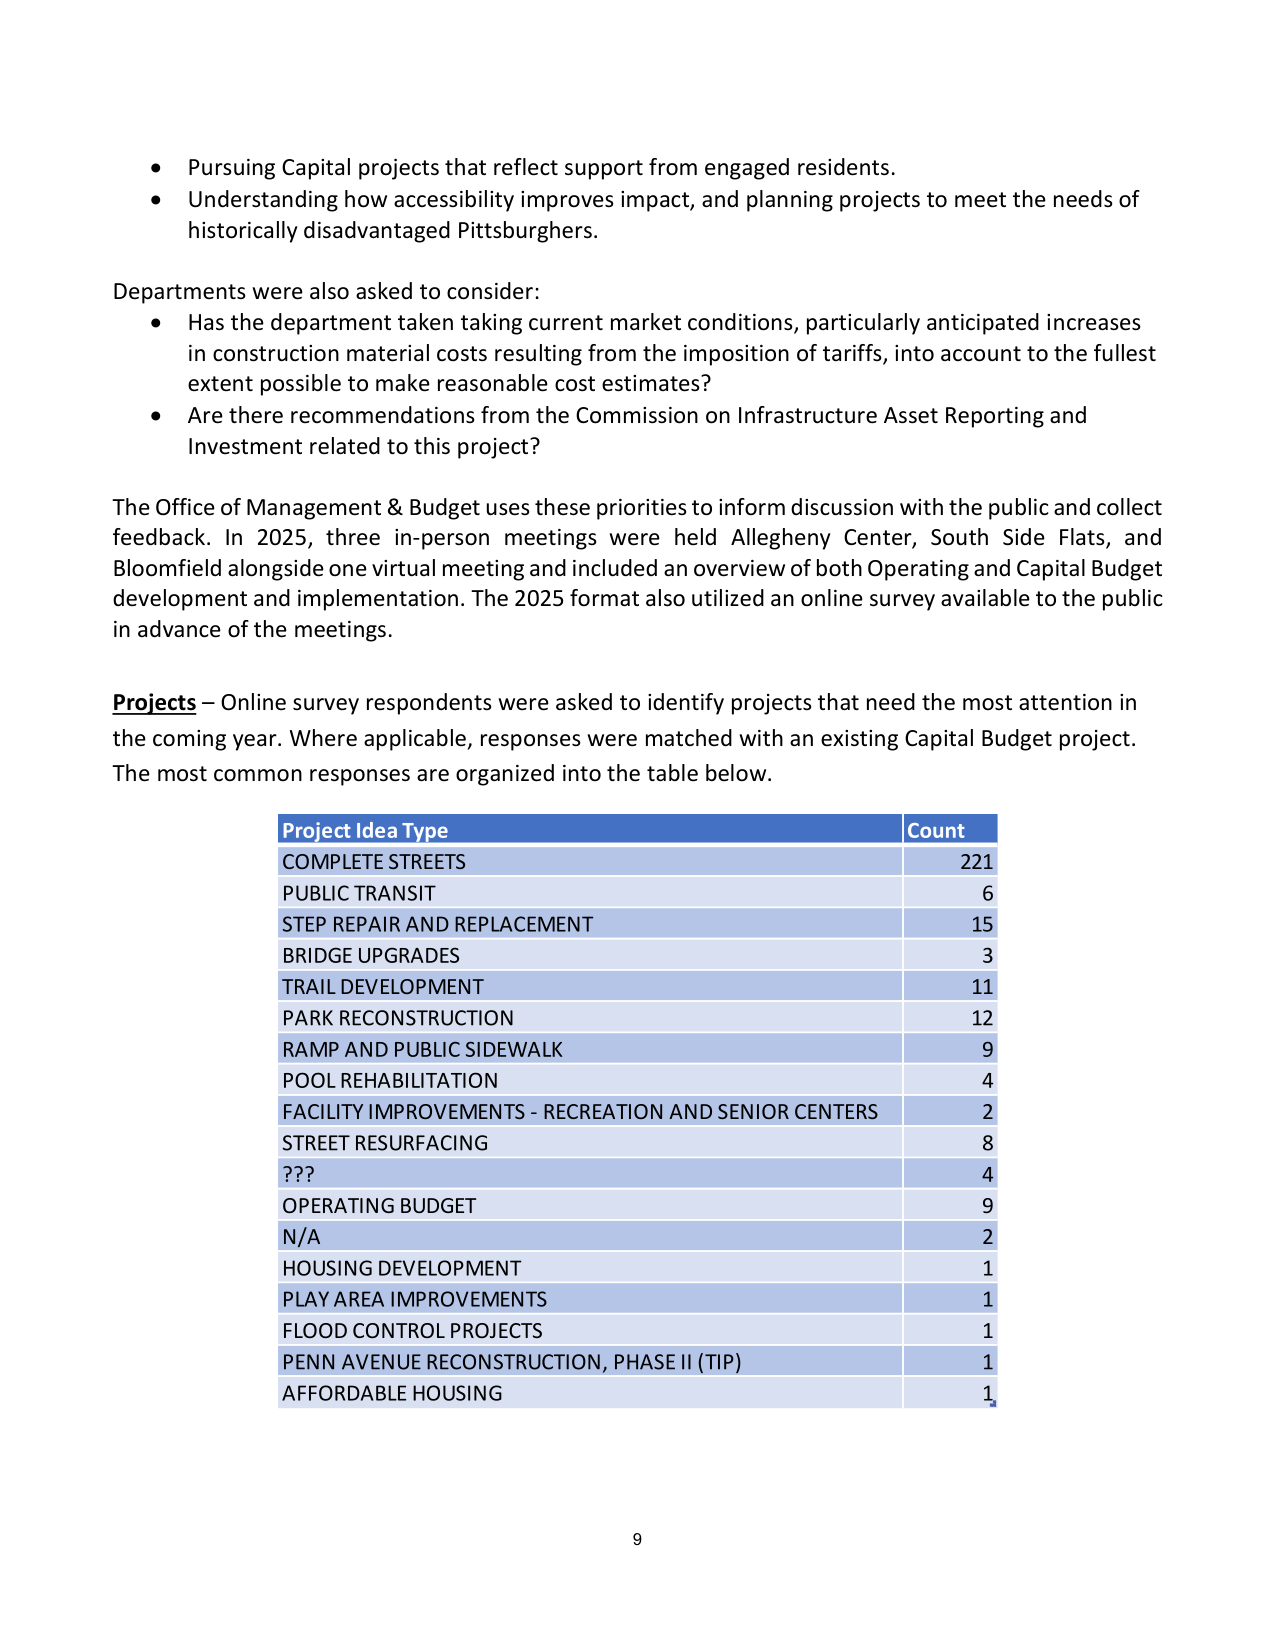 • Pursuing Capital projects that reflect support from engaged residents.
• Understanding how accessibility improves impact, and planning projects to meet the needs of
historically disadvantaged Pittsburghers.
Departments were also asked to consider:
• Has the department taken taking current market conditions, particularly anticipated increases
in construction material costs resulting from the imposition of tariffs, into account to the fullest
extent possible to make reasonable cost estimates?
• Are there recommendations from the Commission on Infrastructure Asset Reporting and
Investment related to this project?
The Office of Management & Budget uses these priorities to inform discussion with the public and collect
feedback. In 2025, three in-person meetings were held Allegheny Center, South Side Flats, and
Bloomfield alongside one virtual meeting and included an overview of both Operating and Capital Budget
development and implementation. The 2025 format also utilized an online survey available to the public
in advance of the meetings.
Projects – Online survey respondents were asked to identify projects that need the most attention in
the coming year. Where applicable, responses were matched with an existing Capital Budget project.
The most common responses are organized into the table below.
Project Idea Type Count
COMPLETE STREETS 221
PUBLIC TRANSIT 6
STEP REPAIR AND REPLACEMENT 15
BRIDGE UPGRADES 3
TRAIL DEVELOPMENT 11
PARK RECONSTRUCTION 12
RAMP AND PUBLIC SIDEWALK 9
POOL REHABILITATION 4
FACILITY IMPROVEMENTS - RECREATION AND SENIOR CENTERS 2
STREET RESURFACING 8
??? 4
OPERATING BUDGET 9
N/A 2
HOUSING DEVELOPMENT 1
PLAY AREA IMPROVEMENTS 1
FLOOD CONTROL PROJECTS 1
PENN AVENUE RECONSTRUCTION, PHASE II (TIP) 1
AFFORDABLE HOUSING 1
9